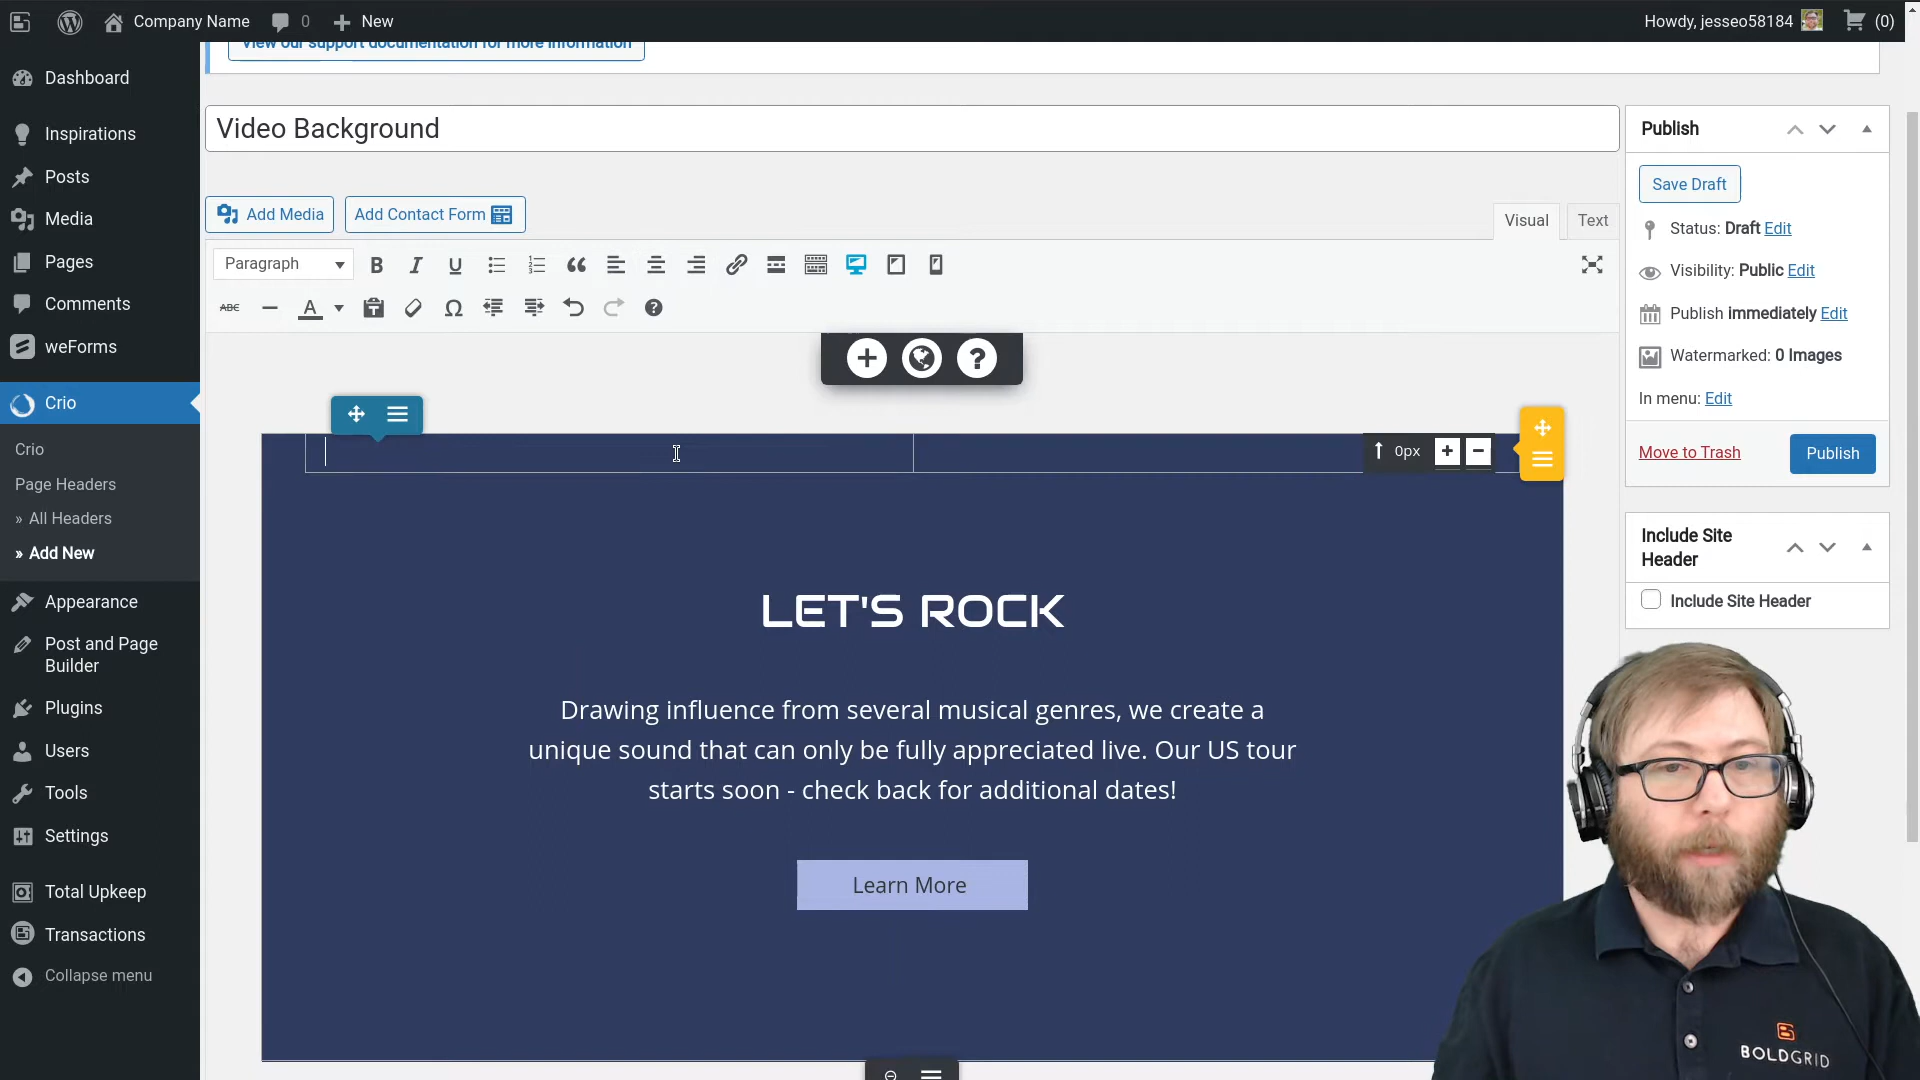 Company Name
0
New
Howdy, jesseo58184
(0)
View our support documentation for more information
Dashboard
Inspirations
Posts
Media
Pages
Comments
weForms
Crio
Crio
Page Headers
» All Headers
» Add New
Appearance
Post and Page
Builder
Plugins
Users
Tools
Settings
Total Upkeep
Transactions
Collapse menu
Video Background
Add Media
Add Contact Form
Visual
Text
Paragraph
B
I
U
ABC
A
Ω
?
?
0px
LET'S ROCK
Drawing influence from several musical genres, we create a
unique sound that can only be fully appreciated live. Our US tour
starts soon - check back for additional dates!
Learn More
Publish
Save Draft
Status: Draft Edit
Visibility: Public Edit
Publish immediately Edit
Watermarked: 0 Images
In menu: Edit
Move to Trash
Publish
Include Site
Header
Include Site Header
BOLDGRID